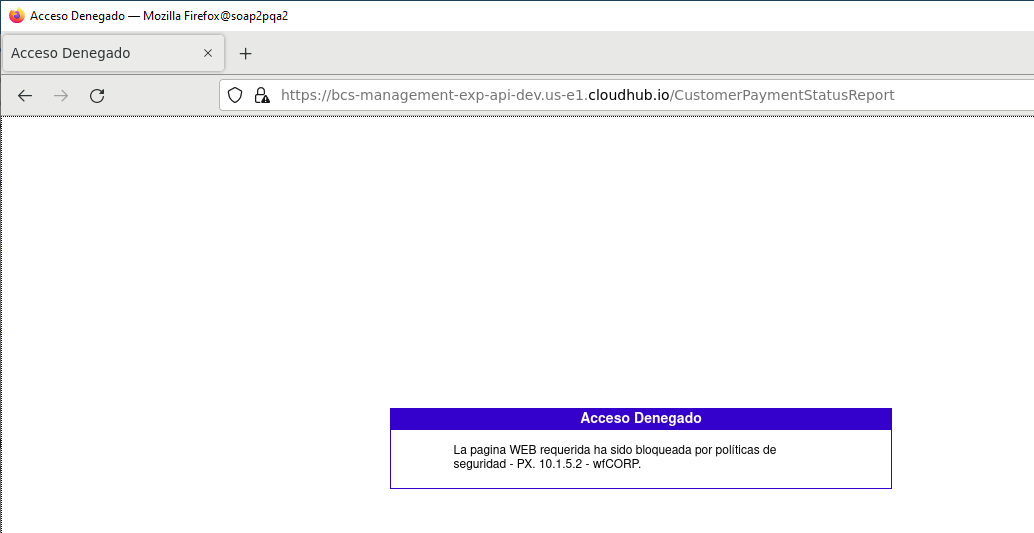 Acceso Denegado — Mozilla Firefox@soap2pqa2
Acceso Denegado
https://bcs-management-exp-api-dev.us-e1.cloudhub.io/CustomerPaymentStatusReport
Acceso Denegado
La pagina WEB requerida ha sido bloqueada por políticas de
seguridad - PX. 10.1.5.2 - wfCORP.